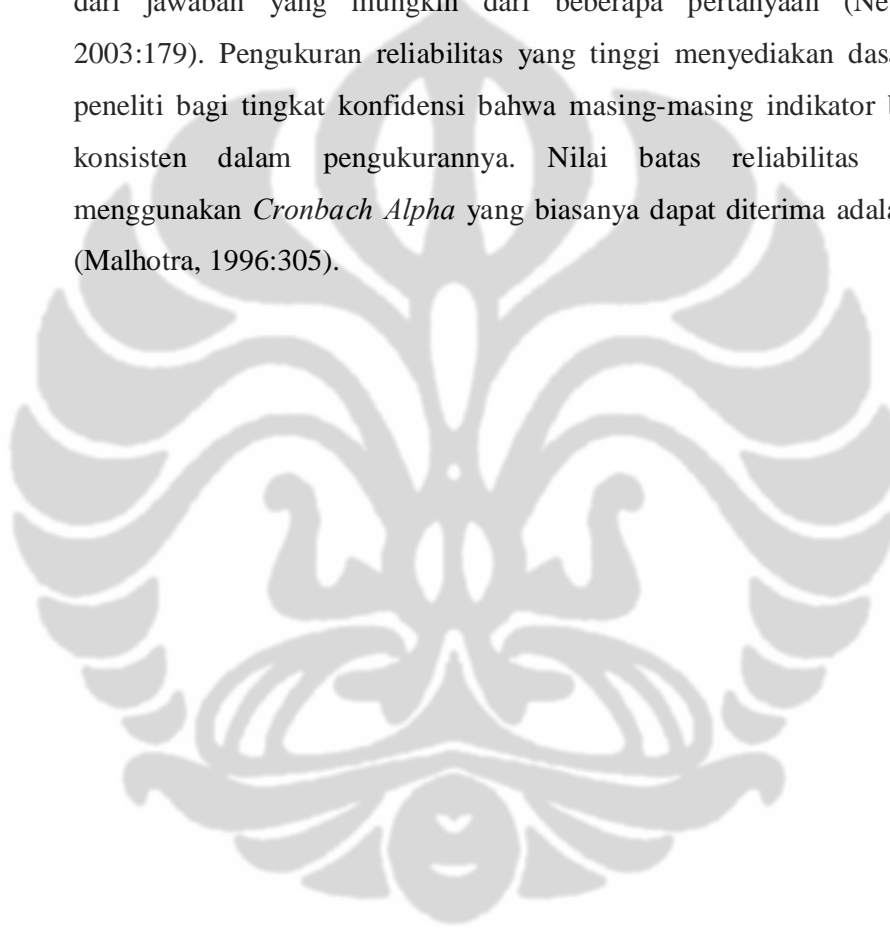 dari jawaban yang mungkin dari beberapa pertanyaan (Ne
2003:179). Pengukuran reliabilitas yang tinggi menyediakan dasa
peneliti bagi tingkat konfidensi bahwa masing-masing indikator b
konsisten dalam pengukurannya. Nilai batas reliabilitas
menggunakan Cronbach Alpha yang biasanya dapat diterima adala
(Malhotra, 1996:305).